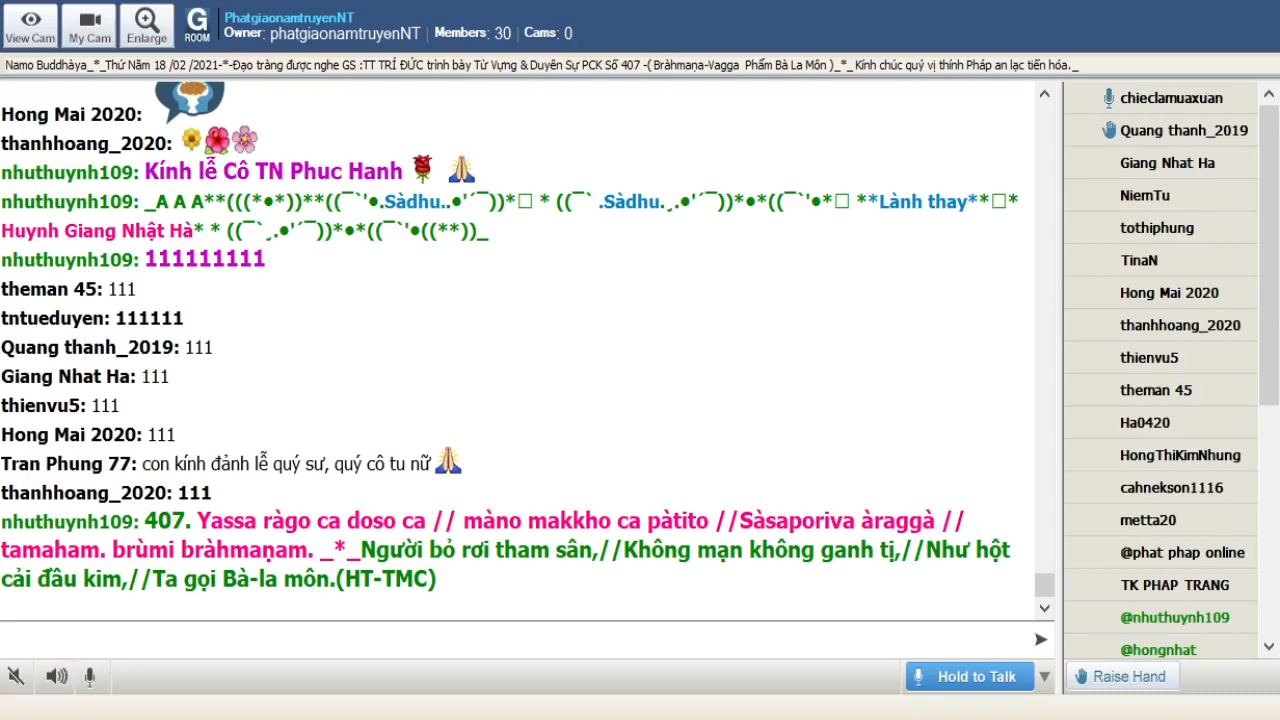 View Cam
My Cam
Enlarge
G
ROOM
PhatgiaonamtruyenNT
Owner: phatgiaonamtruyenNT | Members: 30 | Cams: 0
Namo Buddhàya_*_Thứ Năm 18 /02 /2021-*-Đạo tràng được nghe GS :TT TRÍ ĐỨC trình bày Từ Vựng & Duyên Sự PCK Số 407 -( Bràhmaṇa-Vagga Phẩm Bà La Môn )_*_ Kính chúc quý vị thính Pháp an lạc tiến hóa._
Hong Mai 2020:
thanhhoang_2020:
nhuthuynh109: Kính lễ Cô TN Phuc Hanh
nhuthuynh109: _A A A**(((*•*))**((¯`'•.Sàdhu..•'´¯))*□ * ((¯` .Sàdhu.¸.•'´¯))*•*((¯`'•*□ **Lành thay**□*
Huynh Giang Nhật Hà* * ((¯`¸.•'´¯))*•*((¯`'•((**))_
nhuthuynh109: 111111111
theman 45: 111
tntueduyen: 111111
Quang thanh_2019: 111
Giang Nhat Ha: 111
thienvu5: 111
Hong Mai 2020: 111
Tran Phung 77: con kính đảnh lễ quý sư, quý cô tu nữ
thanhhoang_2020: 111
nhuthuynh109: 407. Yassa ràgo ca doso ca // màno makkho ca pàtito //Sàsaporiva àraggà //
tamaham. brùmi bràhmaṇam. _*_Người bỏ rơi tham sân,//Không mạn không ganh tị,//Như hột
cải đầu kim,//Ta gọi Bà-la môn.(HT-TMC)
Hold to Talk
chieclamuaxuan
Quang thanh_2019
Giang Nhat Ha
NiemTu
tothiphung
TinaN
Hong Mai 2020
thanhhoang_2020
thienvu5
theman 45
Ha0420
HongThiKimNhung
cahnekson1116
metta20
@phat phap online
TK PHAP TRANG
@nhuthuynh109
@hongnhat
Raise Hand